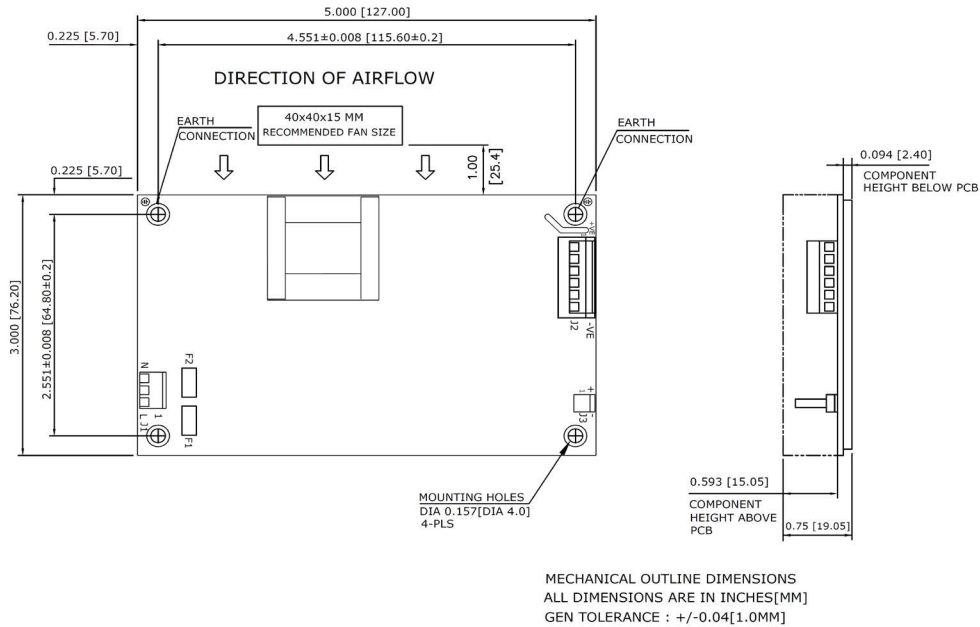 5.000 [127.00]
0.225 [5.70]
4.551±0.008 [115.60±0.2]
DIRECTION OF AIRFLOW
40x40x15 MM
RECOMMENDED FAN SIZE
EARTH
CONNECTION
EARTH
CONNECTION
1.00
[25.4]
0.225 [5.70]
0.094 [2.40]
COMPONENT
HEIGHT BELOW PCB
3.000 [76.20]
2.551±0.008 [64.80±0.2]
+VE
1
J2
-VE
N
F2
1
L
J1
F1
+
1
-
J3
MOUNTING HOLES
DIA 0.157[DIA 4.0]
4-PLS
0.593 [15.05]
COMPONENT
HEIGHT ABOVE
PCB
0.75 [19.05]
MECHANICAL OUTLINE DIMENSIONS
ALL DIMENSIONS ARE IN INCHES[MM]
GEN TOLERANCE : +/-0.04[1.0MM]